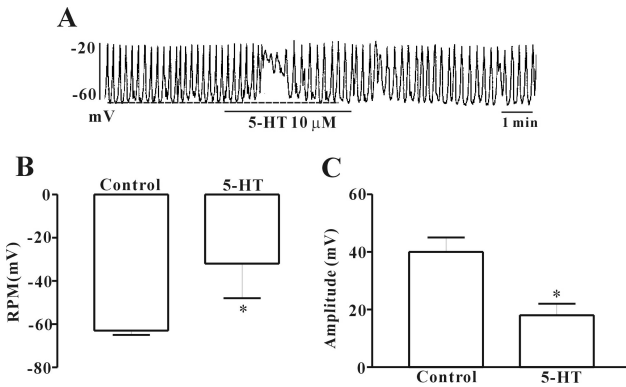 A
-20
-60
mV
5-HT 10 μM
1 min
B
Control
5-HT
0
-20
-40
-60
-80
RPM(mV)
*
C
60
40
20
0
Amplitude (mV)
*
Control
5-HT